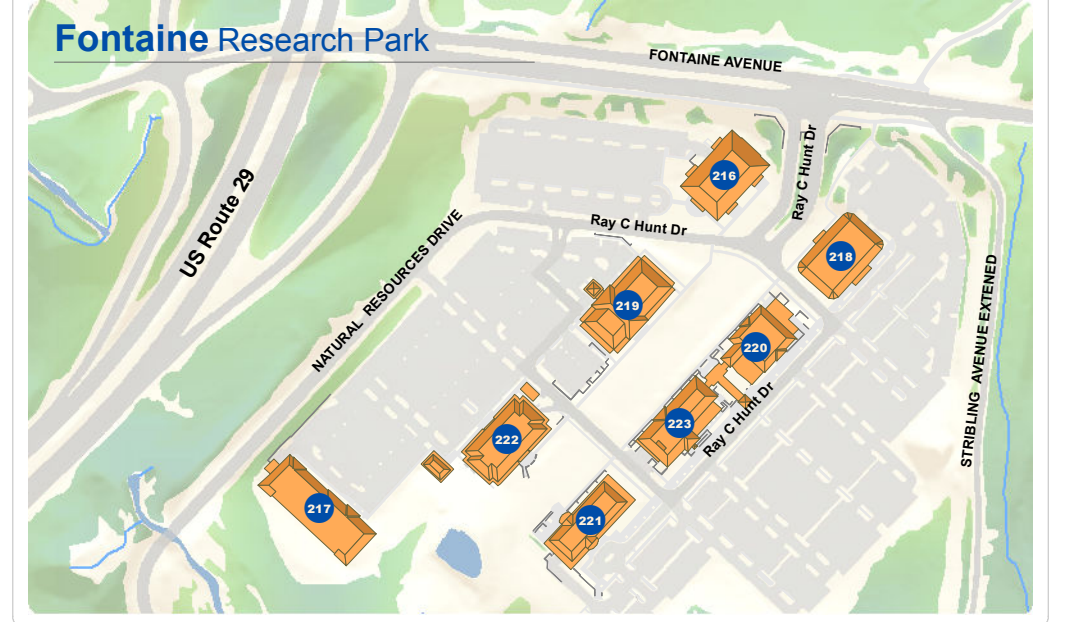 Fontaine Research Park
FONTAINE AVENUE
216
Ray C Hunt Dr
US Route 29
NATURAL RESOURCES DRIVE
Ray C Hunt Dr
218
219
STRIBLING AVENUE EXTENED
220
223
Ray C Hunt Dr
222
217
221